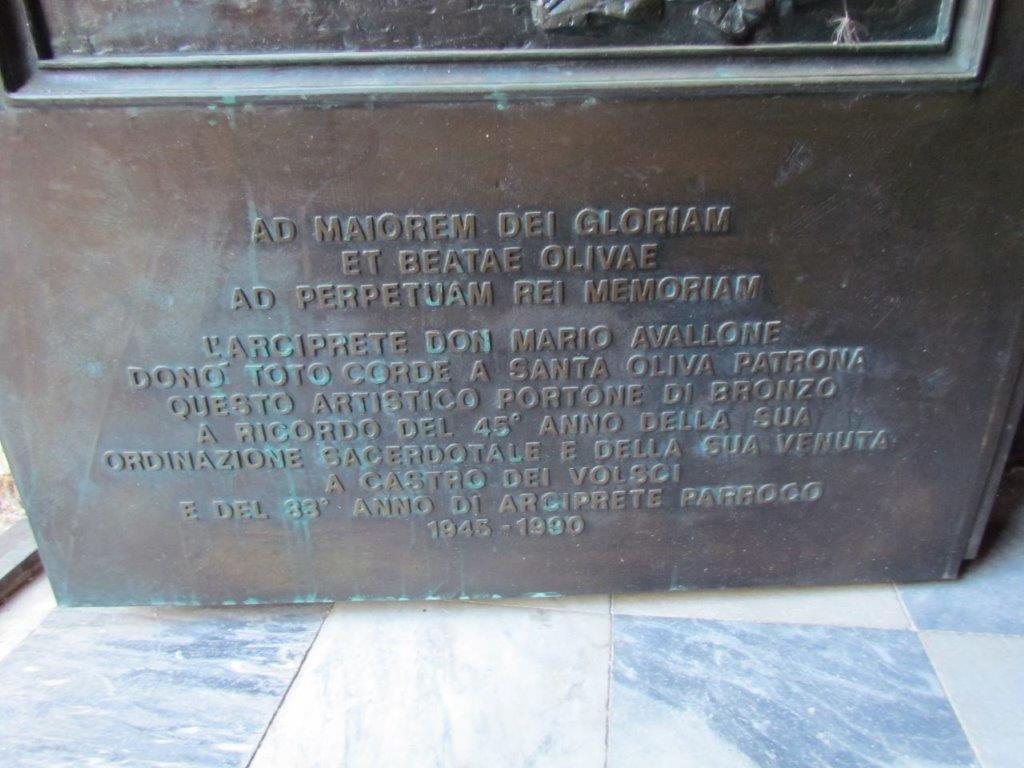 AD MAIOREM DEI GLORIAM
ET BEATAE OLIVAE
AD PERPETUAM REI MEMORIAM
L'ARCIPRETE DON MARIO AVALLONE
DONO' TOTO CORDE A SANTA OLIVA PATRONA
QUESTO ARTISTICO PORTONE DI BRONZO
A RICORDO DEL 45° ANNO DELLA SUA
ORDINAZIONE SACERDOTALE E DELLA SUA VENUTA
A CASTRO DEI VOLSCI
E DEL 33° ANNO DI ARCIPRETE PARROCO
1945 - 1990